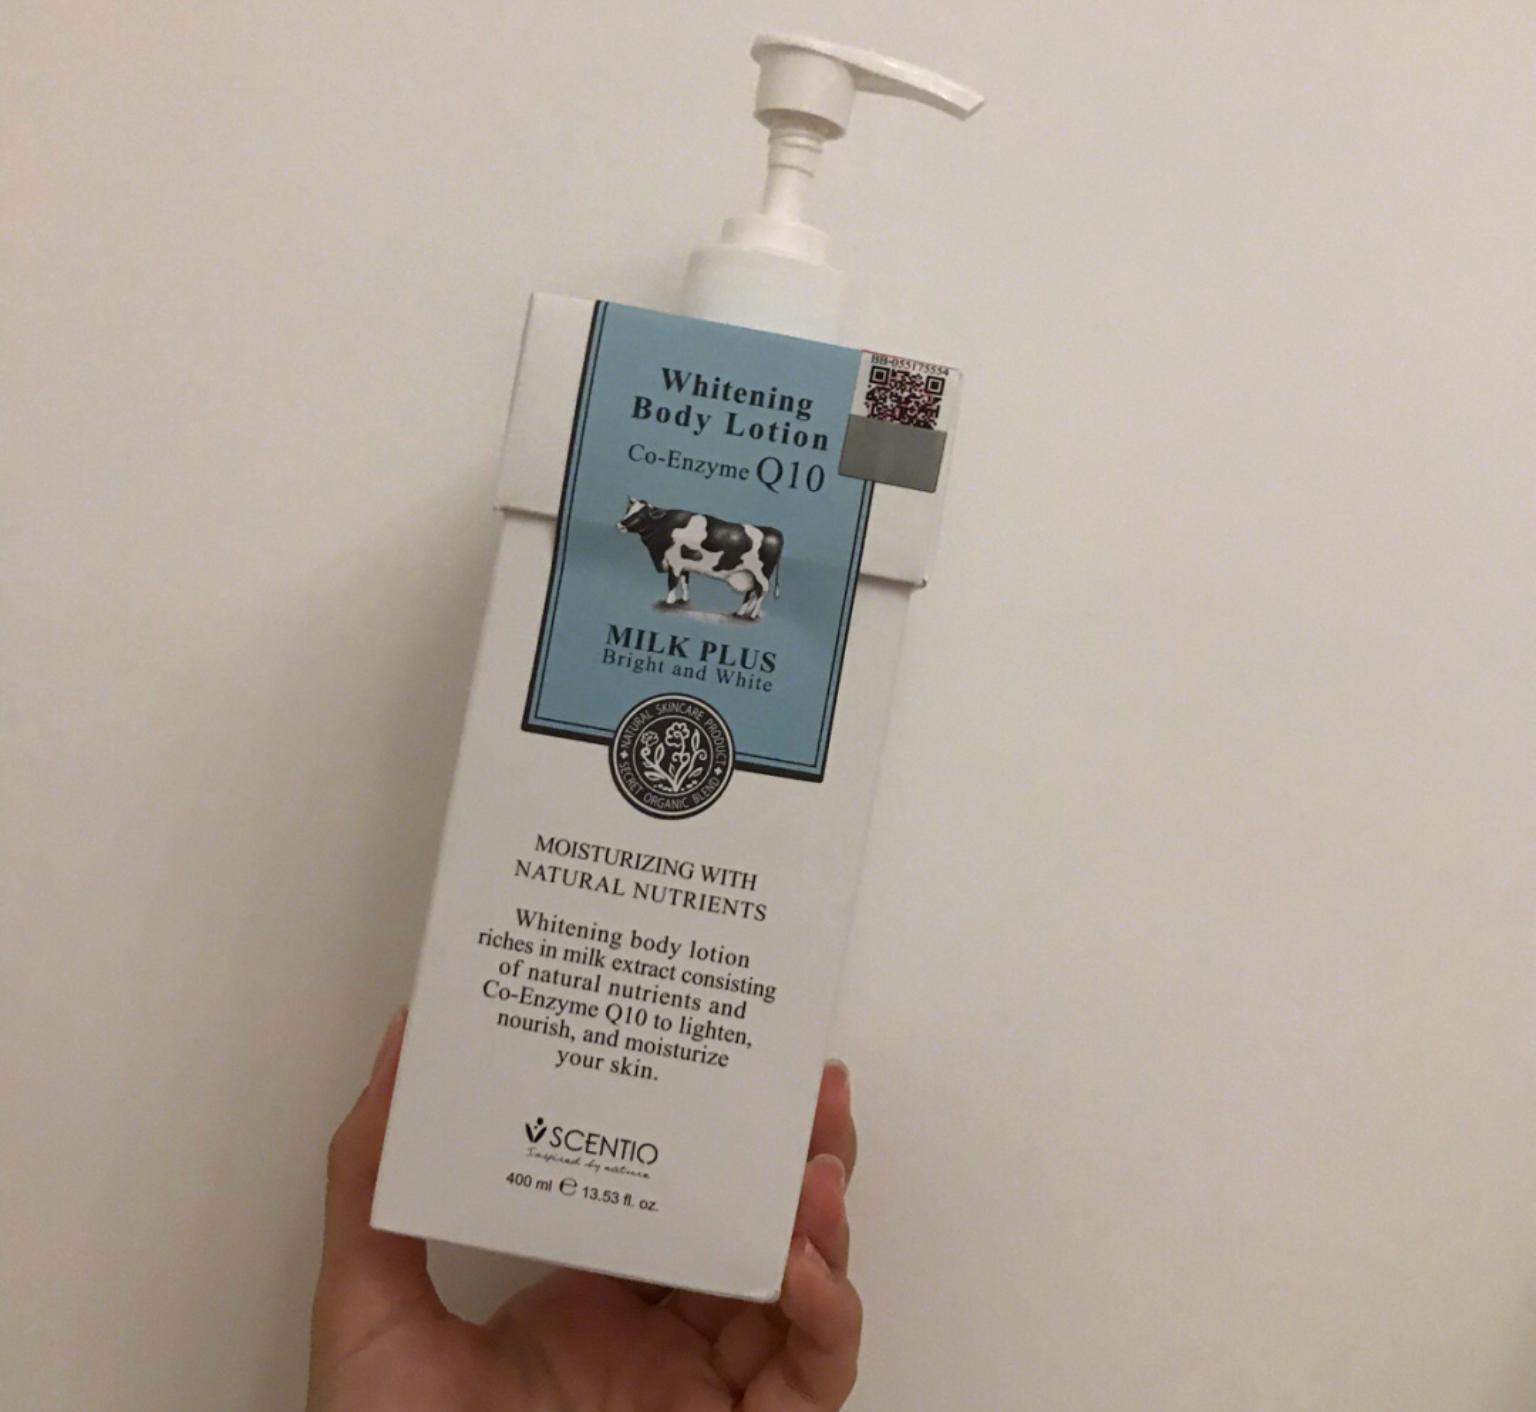 BB-055175554
Whitening
Body Lotion
Co-Enzyme Q10
MILK PLUS
Bright and White
NATURAL SKINCARE PRODUCT
SECRET ORGANIC BLEND
MOISTURIZING WITH
NATURAL NUTRIENTS
Whitening body lotion
riches in milk extract consisting
of natural nutrients and
Co-Enzyme Q10 to lighten,
nourish, and moisturize
your skin.
SCENTIO
Inspired by nature
400 ml ℮ 13.53 fl. oz.